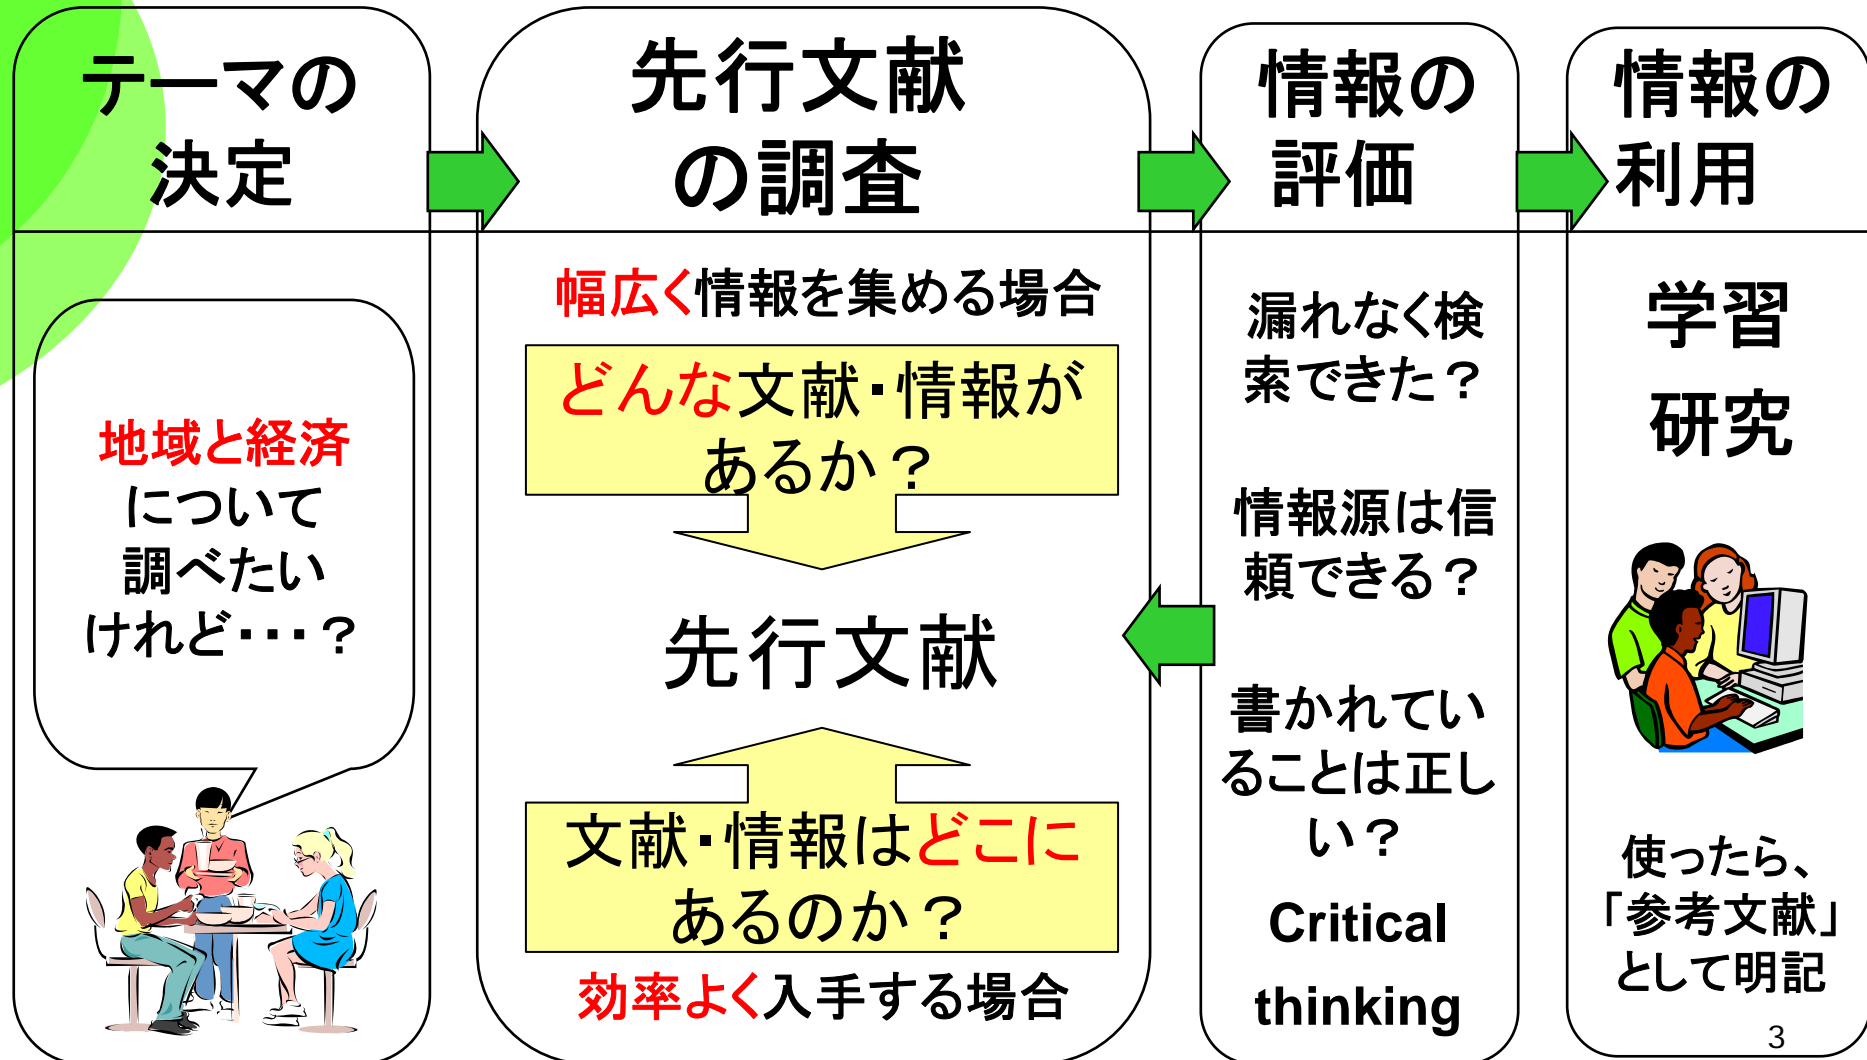 テーマの
決定
地域と経済
について
調べたい
けれど・・・？
先行文献
の調査
幅広く情報を集める場合
どんな文献・情報が
あるか？
先行文献
文献・情報はどこに
あるのか？
効率よく入手する場合
情報の
評価
漏れなく検
索できた？
情報源は信
頼できる？
書かれてい
ることは正し
い？
Critical
thinking
情報の
利用
学習
研究
使ったら、
「参考文献」
として明記
3